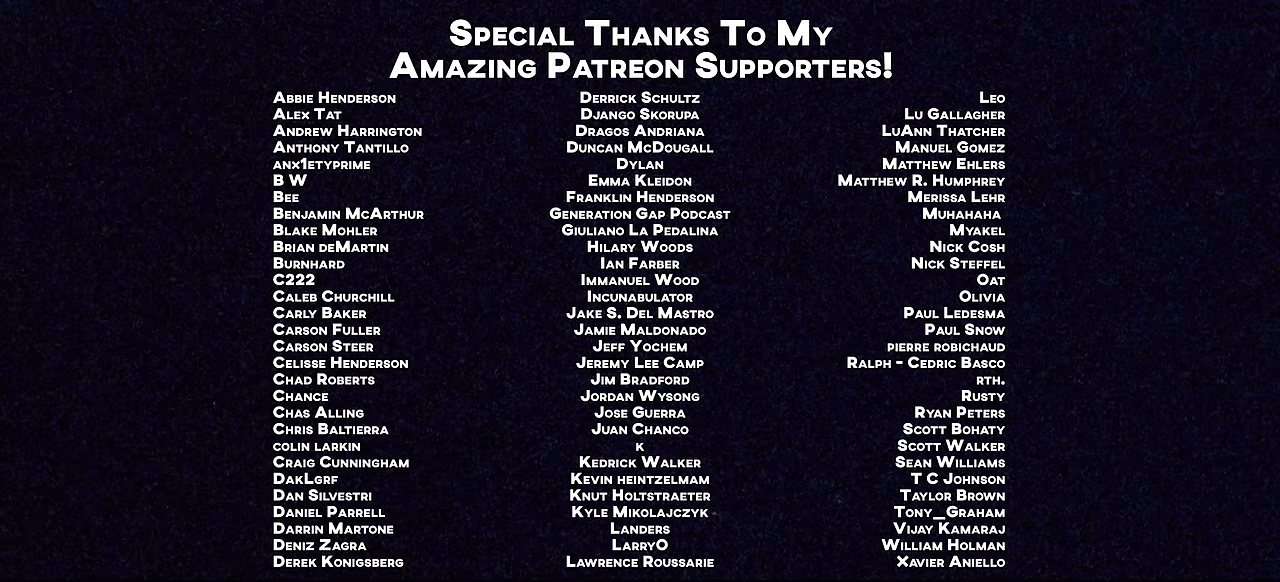 Special Thanks To My
Amazing Patreon Supporters!
Abbie Henderson
Alex Tat
Andrew Harrington
Anthony Tantillo
anx1etyprime
B W
Bee
Benjamin McArthur
Blake Mohler
Brian deMartin
Burnhard
C222
Caleb Churchill
Carly Baker
Carson Fuller
Carson Steer
Celisse Henderson
Chad Roberts
Chance
Chas Alling
Chris Baltierra
colin larkin
Craig Cunningham
DakLgrf
Dan Silvestri
Daniel Parrell
Darrin Martone
Deniz Zagra
Derek Konigsberg
Derrick Schultz
Django Skorupa
Dragos Andriana
Duncan McDougall
Dylan
Emma Kleidon
Franklin Henderson
Generation Gap Podcast
Giuliano La Pedalina
Hilary Woods
Ian Farber
Immanuel Wood
Incunabulator
Jake S. Del Mastro
Jamie Maldonado
Jeff Yochem
Jeremy Lee Camp
Jim Bradford
Jordan Wysong
Jose Guerra
Juan Chanco
k
Kedrick Walker
Kevin heintzelmam
Knut Holtstraeter
Kyle Mikolajczyk
Landers
LarryO
Lawrence Roussarie
Leo
Lu Gallagher
LuAnn Thatcher
Manuel Gomez
Matthew Ehlers
Matthew R. Humphrey
Merissa Lehr
Muhahaha
Myakel
Nick Cosh
Nick Steffel
Oat
Olivia
Paul Ledesma
Paul Snow
pierre robichaud
Ralph - Cedric Basco
rth.
Rusty
Ryan Peters
Scott Bohaty
Scott Walker
Sean Williams
T C Johnson
Taylor Brown
Tony_Graham
Vijay Kamaraj
William Holman
Xavier Aniello